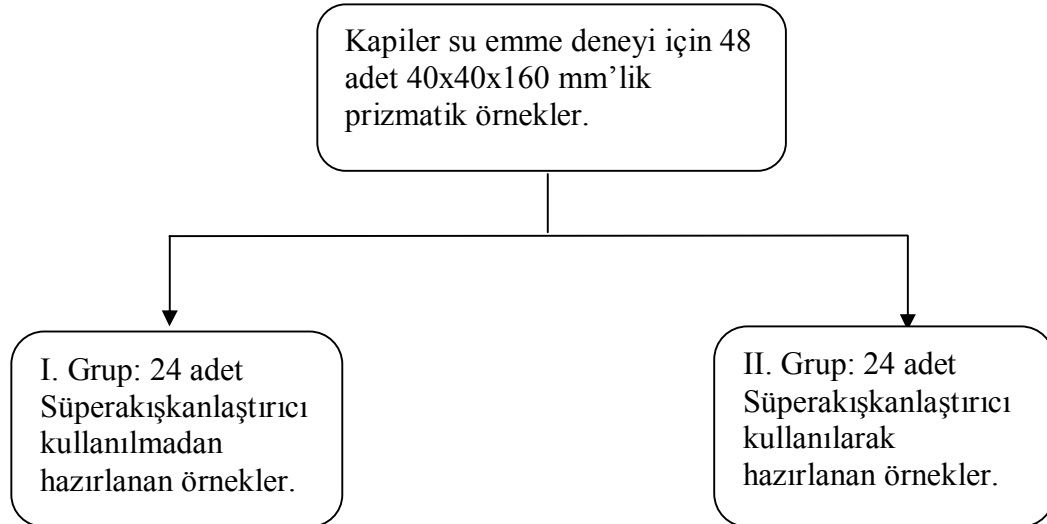 Kapiler su emme deneyi için 48
adet 40x40x160 mm’lik
prizmatik örnekler.
I. Grup: 24 adet
Süperakışkanlaştırıcı
kullanılmadan
hazırlanan örnekler.
II. Grup: 24 adet
Süperakışkanlaştırıcı
kullanılarak
hazırlanan örnekler.